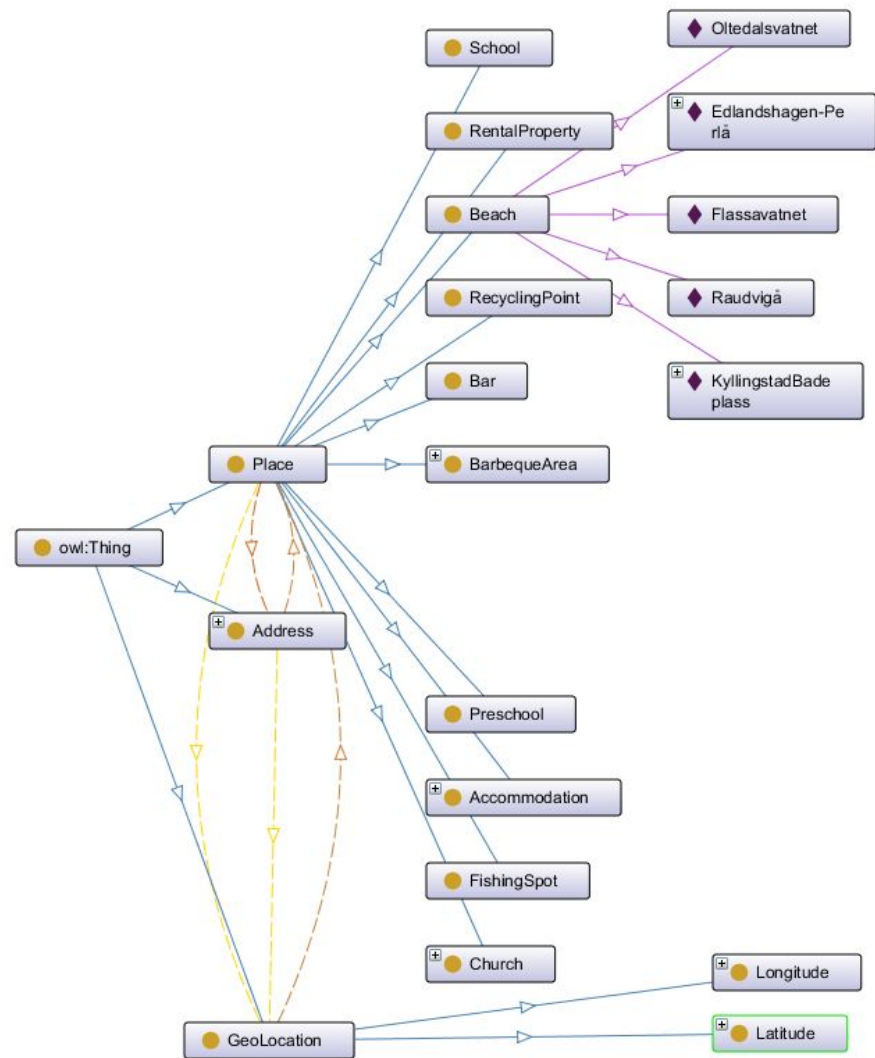 School
Oltedalsvatnet
RentalProperty
Edlandshagen-Pe
rlå
Beach
Flassavatnet
RecyclingPoint
Raudvigå
Bar
KyllingstadBade
plass
Place
BarbequeArea
owl:Thing
Address
Preschool
Accommodation
FishingSpot
Church
Longitude
GeoLocation
Latitude